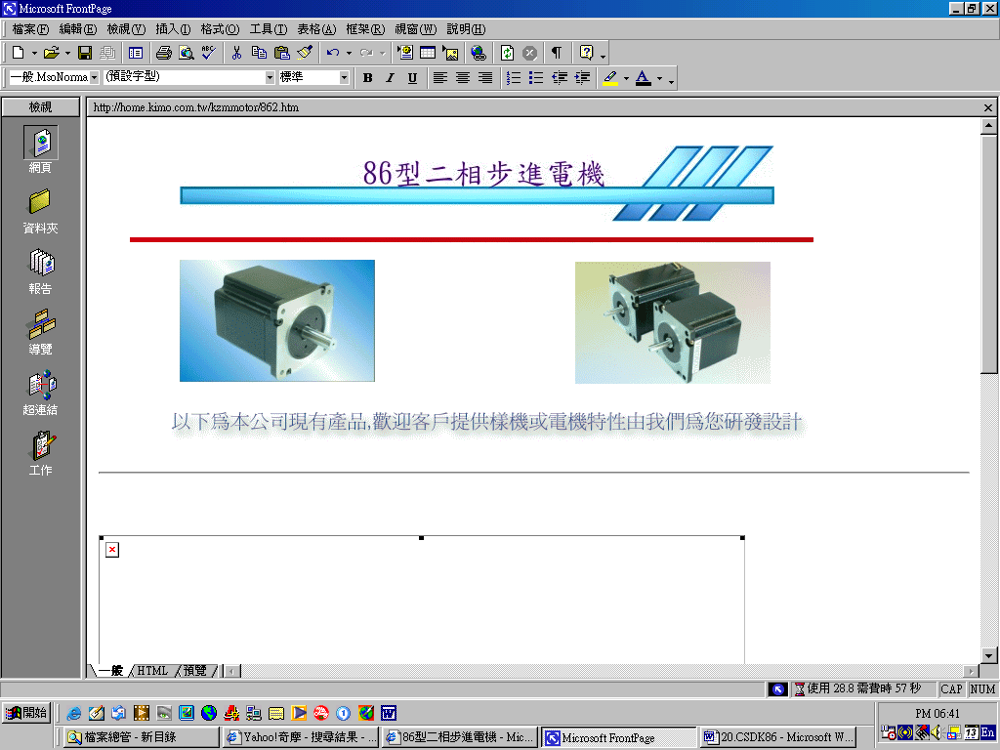 Microsoft FrontPage
檔案(F) 編輯(E) 檢視(V) 插入(I) 格式(O) 工具(T) 表格(A) 框架(R) 視窗(W) 說明(H)
一般.MsoNorma (預設字型) 標準 B I U A
檢視 http://home.kimo.com.tw/kzmmotor/862.htm
網頁
資料夾
報告
導覽
超連結
工作
86型二相步進電機
以下為本公司現有產品,歡迎客戶提供樣機或電機特性由我們為您研發設計
一般 HTML 預覽
使用 28.8 需費時 57 秒 CAP NUM
開始 PM 06:41
檔案總管 - 新目錄 Yahoo!奇摩 - 搜尋結果 - ... 86型二相步進電機 - Mic... Microsoft FrontPage 20.CSDK86 - Microsoft W... 13 En